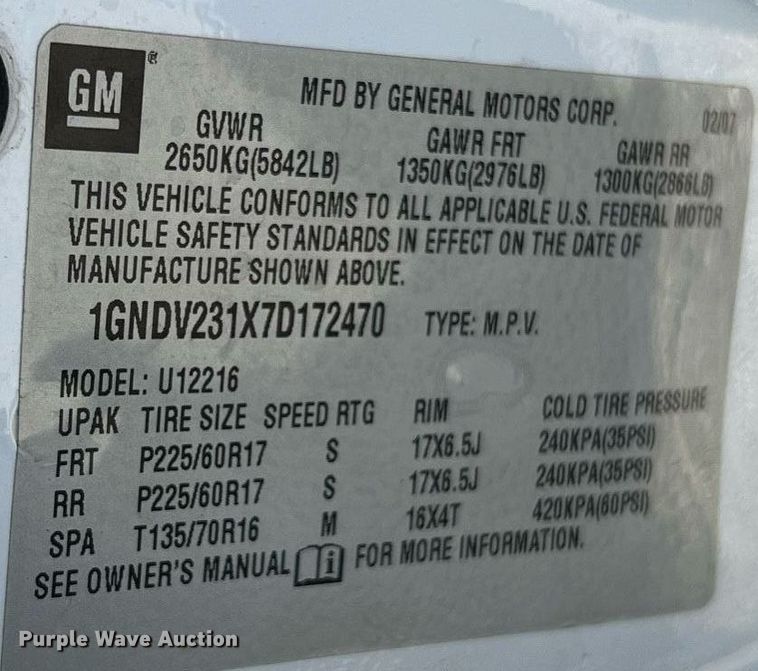 GM ®
MFD BY GENERAL MOTORS CORP. 02/07
GVWR GAWR FRT GAWR RR
2650KG(5842LB) 1350KG(2976LB) 1300KG(2866LB)
THIS VEHICLE CONFORMS TO ALL APPLICABLE U.S. FEDERAL MOTOR
VEHICLE SAFETY STANDARDS IN EFFECT ON THE DATE OF
MANUFACTURE SHOWN ABOVE.
1GNDV231X7D172470 TYPE: M.P.V.
MODEL: U12216
UPAK TIRE SIZE SPEED RTG RIM COLD TIRE PRESSURE
FRT P225/60R17 S 17X6.5J 240KPA(35PSI)
RR P225/60R17 S 17X6.5J 240KPA(35PSI)
SPA T135/70R16 M 16X4T 420KPA(60PSI)
SEE OWNER'S MANUAL i FOR MORE INFORMATION.
Purple Wave Auction